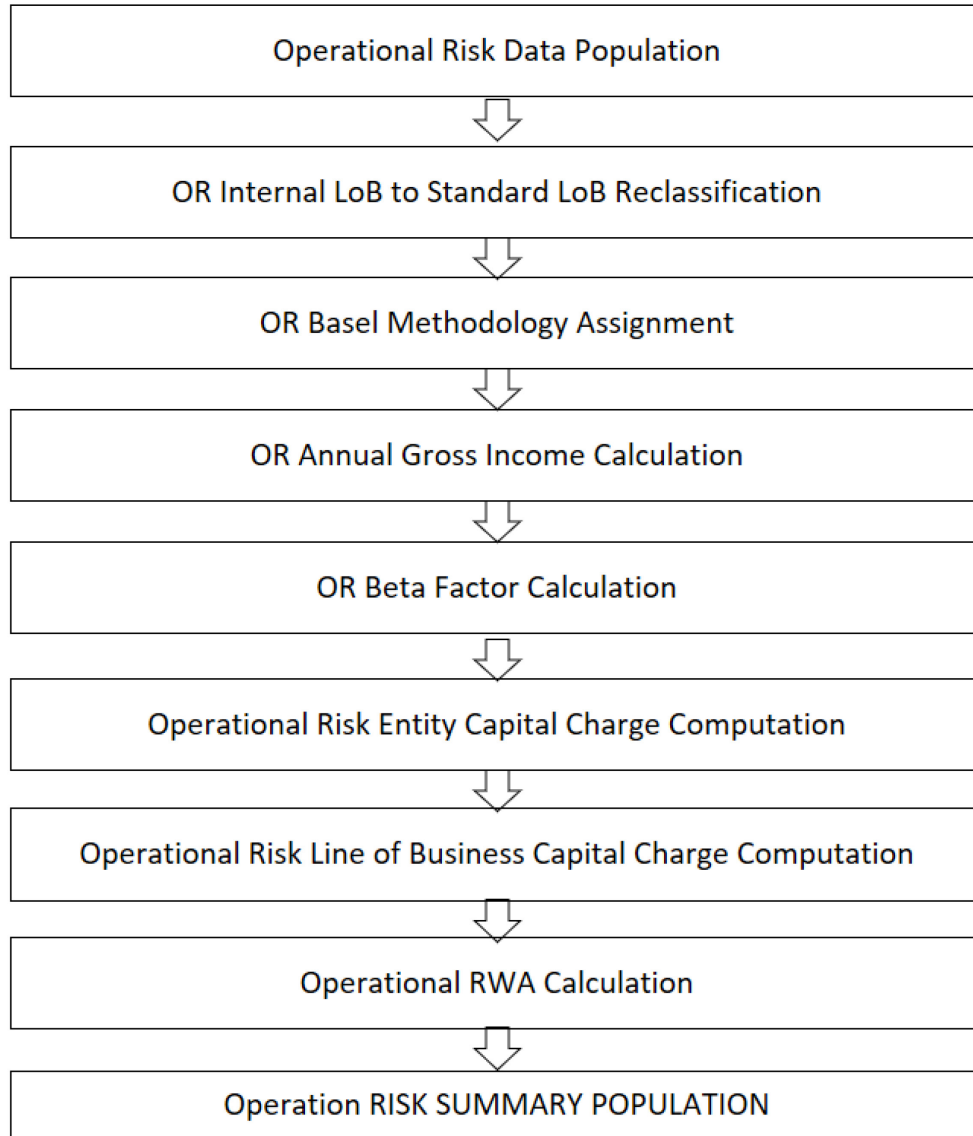 Operational Risk Data Population
OR Internal LoB to Standard LoB Reclassification
OR Basel Methodology Assignment
OR Annual Gross Income Calculation
OR Beta Factor Calculation
Operational Risk Entity Capital Charge Computation
Operational Risk Line of Business Capital Charge Computation
Operational RWA Calculation
Operation RISK SUMMARY POPULATION